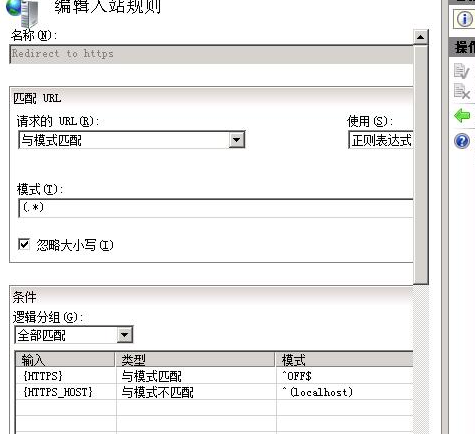 编辑入站规则
名称(N):
Redirect to https
匹配 URL
请求的 URL(R):
使用(S):
与模式匹配
正则表达式
模式(T):
(.*)
忽略大小写(I)
条件
逻辑分组(G):
全部匹配
输入 类型 模式
{HTTPS} 与模式匹配 ^OFF$
{HTTPS_HOST} 与模式不匹配 ^(localhost)
操作